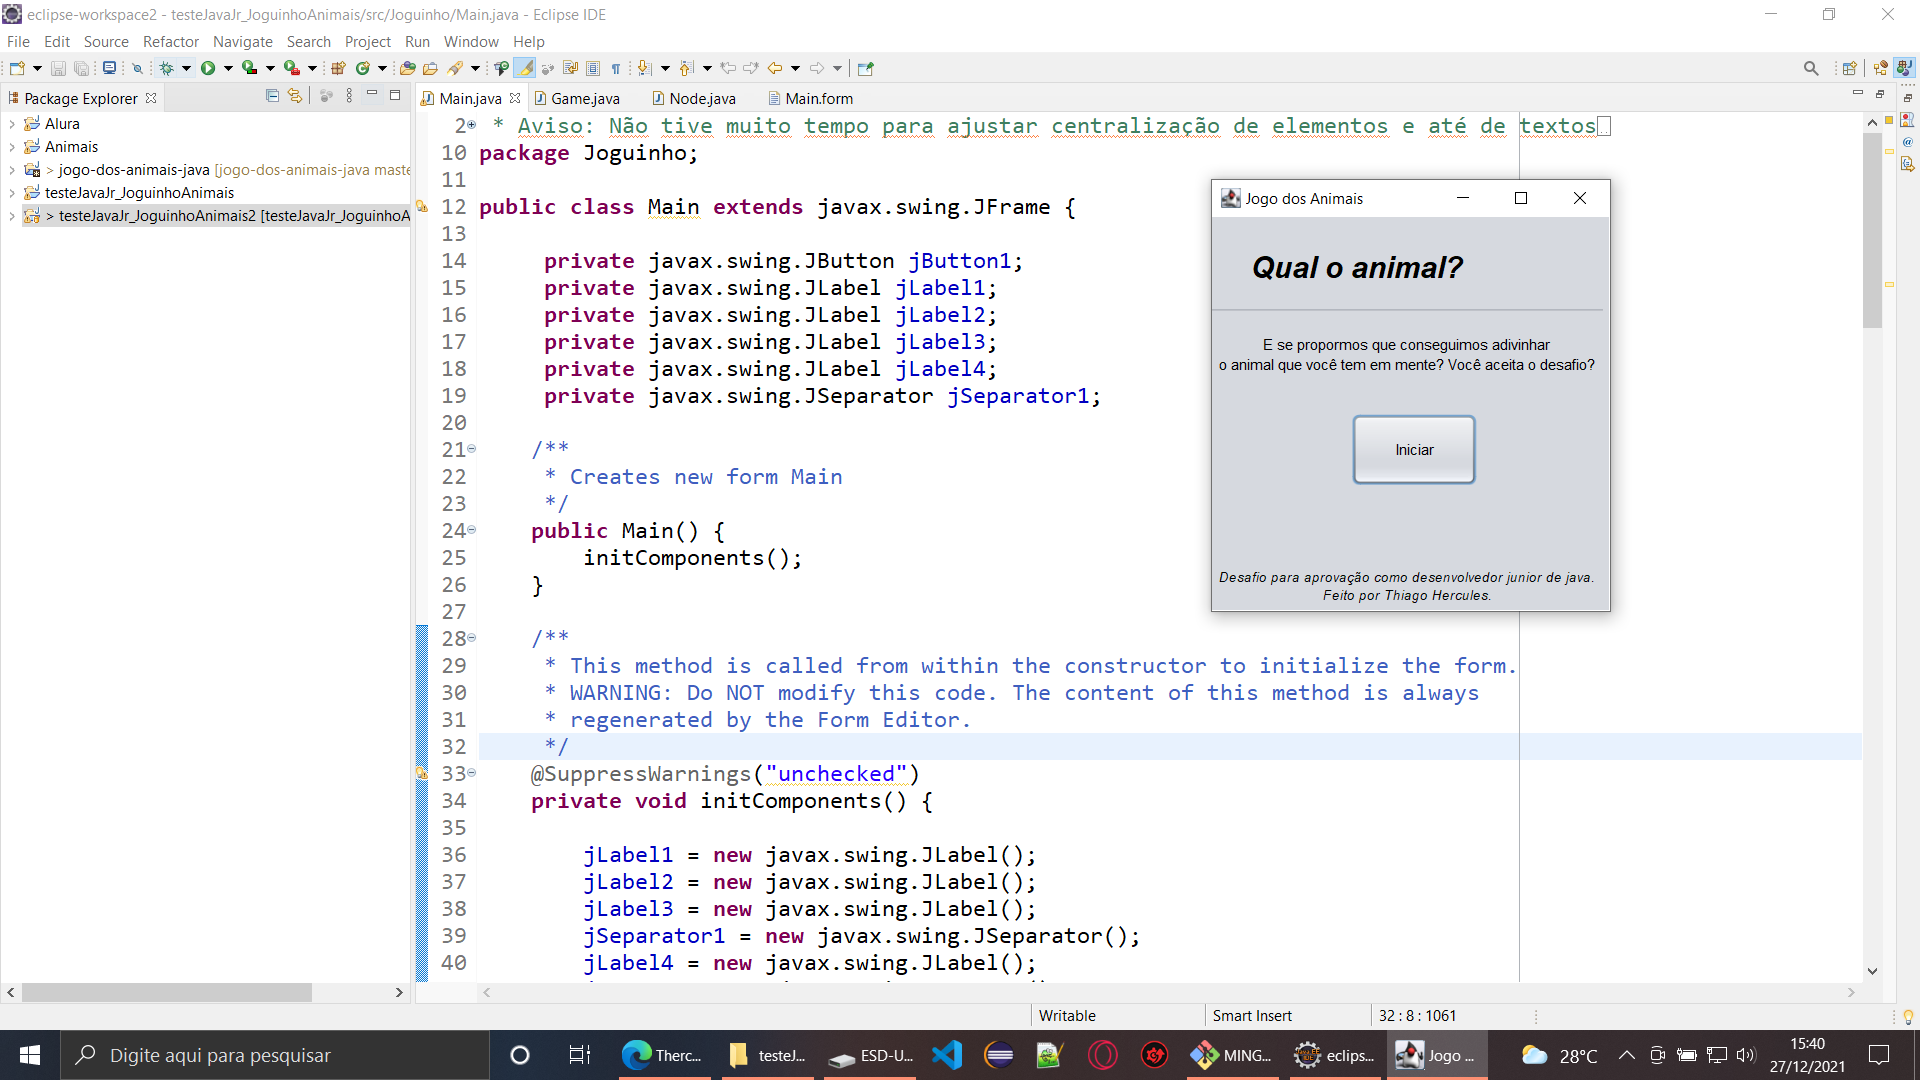 eclipse-workspace2 - testeJavaJr_JoguinhoAnimais/src/Joguinho/Main.java - Eclipse IDE
File Edit Source Refactor Navigate Search Project Run Window Help
Package Explorer
Alura
Animais
> jogo-dos-animais-java [jogo-dos-animais-java maste
testeJavaJr_JoguinhoAnimais
> testeJavaJr_JoguinhoAnimais2 [testeJavaJr_JoguinhoA
Main.java Game.java Node.java Main.form
2 * Aviso: Não tive muito tempo para ajustar centralização de elementos e até de textos
10 package Joguinho;
11
12 public class Main extends javax.swing.JFrame {
13
14 private javax.swing.JButton jButton1;
15 private javax.swing.JLabel jLabel1;
16 private javax.swing.JLabel jLabel2;
17 private javax.swing.JLabel jLabel3;
18 private javax.swing.JLabel jLabel4;
19 private javax.swing.JSeparator jSeparator1;
20
21 /**
22 * Creates new form Main
23 */
24 public Main() {
25 initComponents();
26 }
27
28 /**
29 * This method is called from within the constructor to initialize the form.
30 * WARNING: Do NOT modify this code. The content of this method is always
31 * regenerated by the Form Editor.
32 */
33 @SuppressWarnings("unchecked")
34 private void initComponents() {
35
36 jLabel1 = new javax.swing.JLabel();
37 jLabel2 = new javax.swing.JLabel();
38 jLabel3 = new javax.swing.JLabel();
39 jSeparator1 = new javax.swing.JSeparator();
40 jLabel4 = new javax.swing.JLabel();
Jogo dos Animais
Qual o animal?
E se propormos que conseguimos adivinhar
o animal que você tem em mente? Você aceita o desafio?
Iniciar
Desafio para aprovação como desenvolvedor junior de java.
Feito por Thiago Hercules.
Writable Smart Insert 32 : 8 : 1061
Digite aqui para pesquisar
Therc...
testeJ...
ESD-U...
MING...
eclips...
Jogo ...
28°C
15:40
27/12/2021